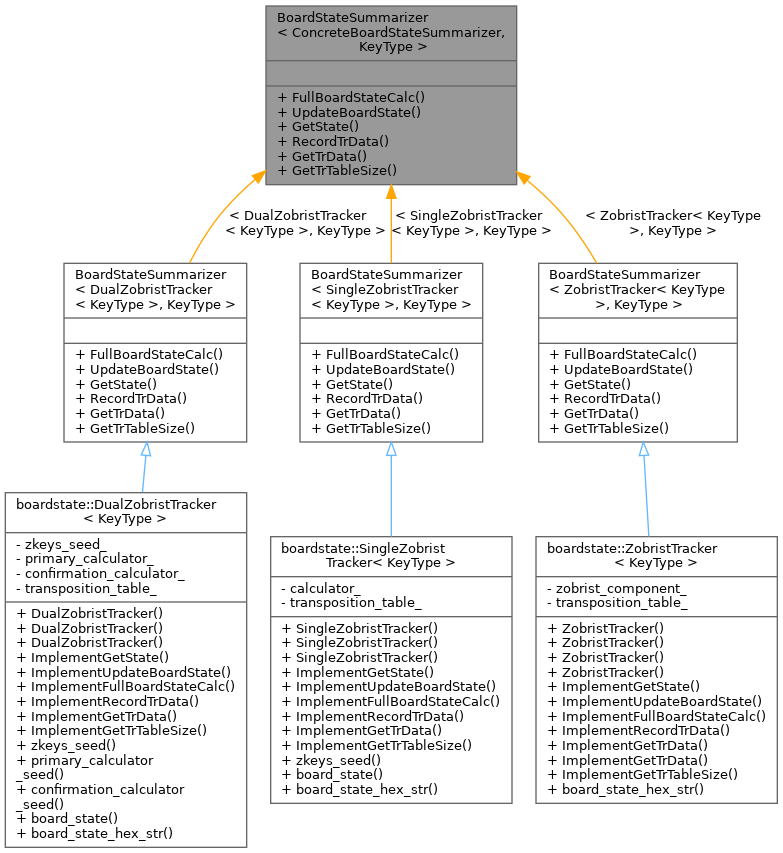 BoardStateSummarizer
< ConcreteBoardStateSummarizer,
KeyType >
+ FullBoardStateCalc()
+ UpdateBoardState()
+ GetState()
+ RecordTrData()
+ GetTrData()
+ GetTrTableSize()
< DualZobristTracker
< KeyType >, KeyType >
< SingleZobristTracker
< KeyType >, KeyType >
< ZobristTracker< KeyType
>, KeyType >
BoardStateSummarizer
< DualZobristTracker
< KeyType >, KeyType >
+ FullBoardStateCalc()
+ UpdateBoardState()
+ GetState()
+ RecordTrData()
+ GetTrData()
+ GetTrTableSize()
BoardStateSummarizer
< SingleZobristTracker
< KeyType >, KeyType >
+ FullBoardStateCalc()
+ UpdateBoardState()
+ GetState()
+ RecordTrData()
+ GetTrData()
+ GetTrTableSize()
BoardStateSummarizer
< ZobristTracker< KeyType
>, KeyType >
+ FullBoardStateCalc()
+ UpdateBoardState()
+ GetState()
+ RecordTrData()
+ GetTrData()
+ GetTrTableSize()
boardstate::DualZobristTracker
< KeyType >
- zkeys_seed_
- primary_calculator_
- confirmation_calculator_
- transposition_table_
+ DualZobristTracker()
+ DualZobristTracker()
+ DualZobristTracker()
+ ImplementGetState()
+ ImplementUpdateBoardState()
+ ImplementFullBoardStateCalc()
+ ImplementRecordTrData()
+ ImplementGetTrData()
+ ImplementGetTrTableSize()
+ zkeys_seed()
+ primary_calculator
_seed()
+ confirmation_calculator
_seed()
+ board_state()
+ board_state_hex_str()
boardstate::SingleZobrist
Tracker< KeyType >
- calculator_
- transposition_table_
+ SingleZobristTracker()
+ SingleZobristTracker()
+ SingleZobristTracker()
+ ImplementGetState()
+ ImplementUpdateBoardState()
+ ImplementFullBoardStateCalc()
+ ImplementRecordTrData()
+ ImplementGetTrData()
+ ImplementGetTrTableSize()
+ zkeys_seed()
+ board_state()
+ board_state_hex_str()
boardstate::ZobristTracker
< KeyType >
- zobrist_component_
- transposition_table_
+ ZobristTracker()
+ ZobristTracker()
+ ZobristTracker()
+ ZobristTracker()
+ ImplementGetState()
+ ImplementUpdateBoardState()
+ ImplementFullBoardStateCalc()
+ ImplementRecordTrData()
+ ImplementGetTrData()
+ ImplementGetTrData()
+ ImplementGetTrTableSize()
+ board_state_hex_str()